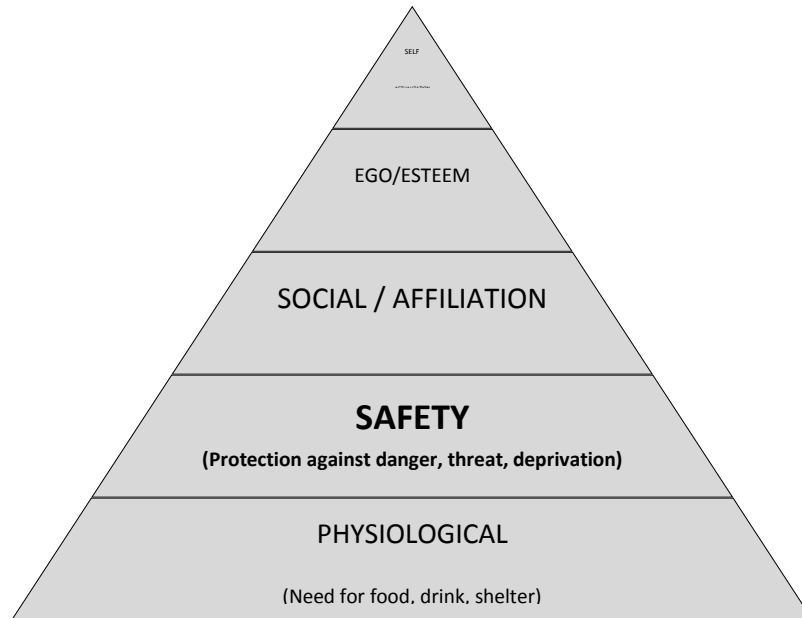 SELF
EGO/ESTEEM
SOCIAL / AFFILIATION
SAFETY
(Protection against danger, threat, deprivation)
PHYSIOLOGICAL
(Need for food, drink, shelter)